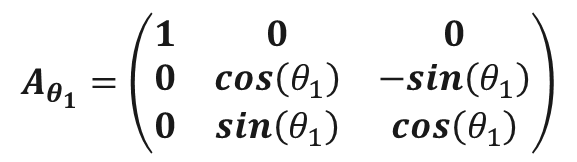 1 0 0
A_θ₁ = ( 0 cos(θ₁) −sin(θ₁) )
0 sin(θ₁) cos(θ₁)